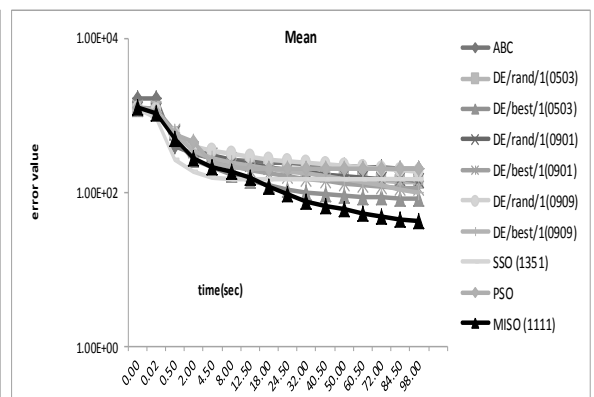 Mean
1.00E+04
1.00E+02
1.00E+00
error value
time(sec)
0.00 0.02 0.50 2.00 4.50 8.00 12.50 18.00 24.50 32.00 40.50 50.00 60.50 72.00 84.50 98.00
ABC
DE/rand/1(0503)
DE/best/1(0503)
DE/rand/1(0901)
DE/best/1(0901)
DE/rand/1(0909)
DE/best/1(0909)
SSO (1351)
PSO
MISO (1111)